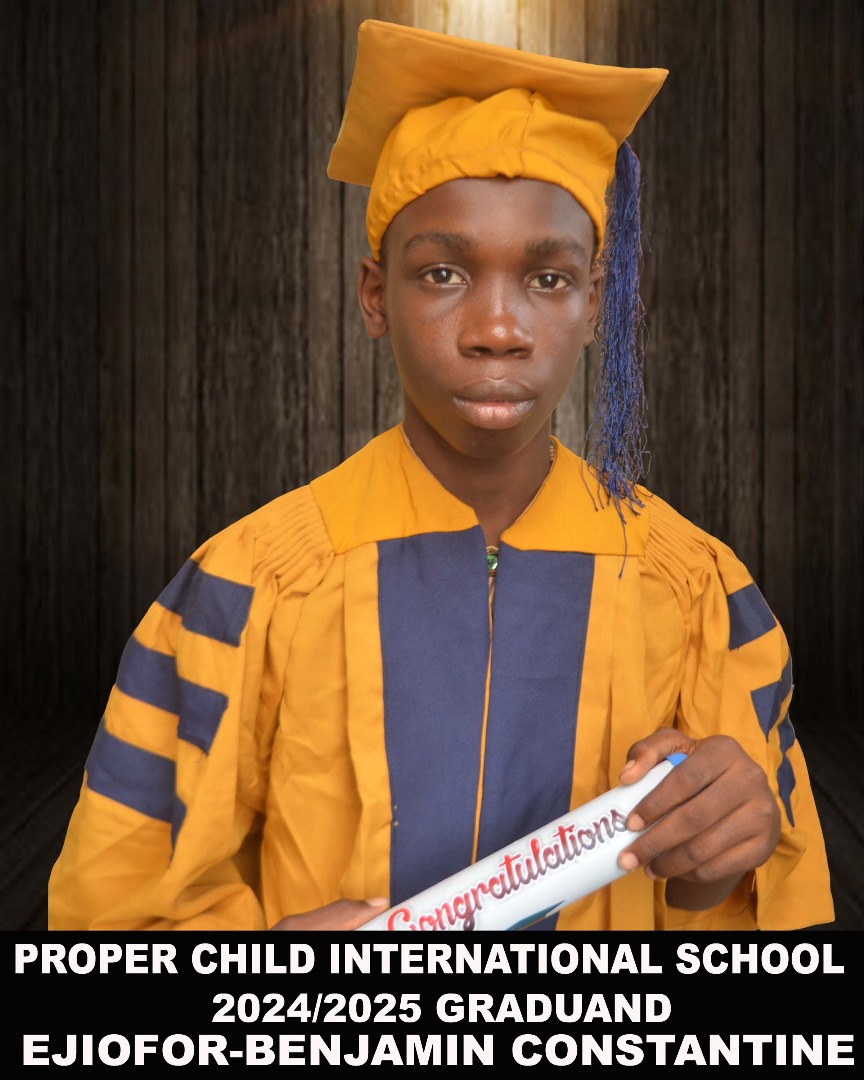 Congratulations
PROPER CHILD INTERNATIONAL SCHOOL
2024/2025 GRADUAND
EJIOFOR-BENJAMIN CONSTANTINE